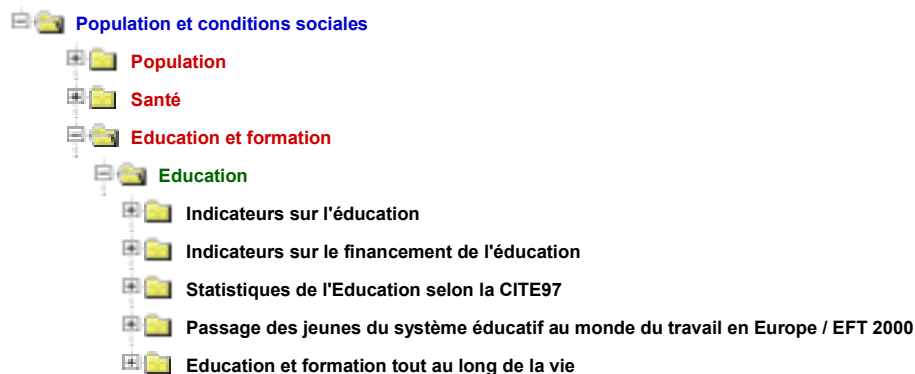 Population et conditions sociales
Population
Santé
Education et formation
Education
Indicateurs sur l'éducation
Indicateurs sur le financement de l'éducation
Statistiques de l'Education selon la CITE97
Passage des jeunes du système éducatif au monde du travail en Europe / EFT 2000
Education et formation tout au long de la vie